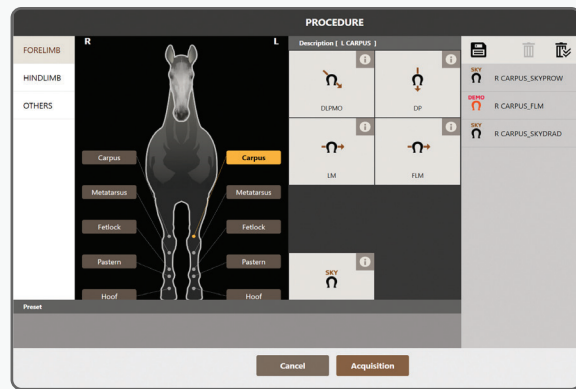 PROCEDURE
FORELIMB
HINDLIMB
OTHERS
R
L
Carpus
Carpus
Metatarsus
Metatarsus
Fetlock
Fetlock
Pastern
Pastern
Hoof
Hoof
Description [ L CARPUS ]
i
DLPMO
i
DP
i
LM
i
FLM
SKY
i
SKY
R CARPUS_SKYPROW
DEMO
R CARPUS_FLM
SKY
R CARPUS_SKYDRAD
Preset
Cancel
Acquisition